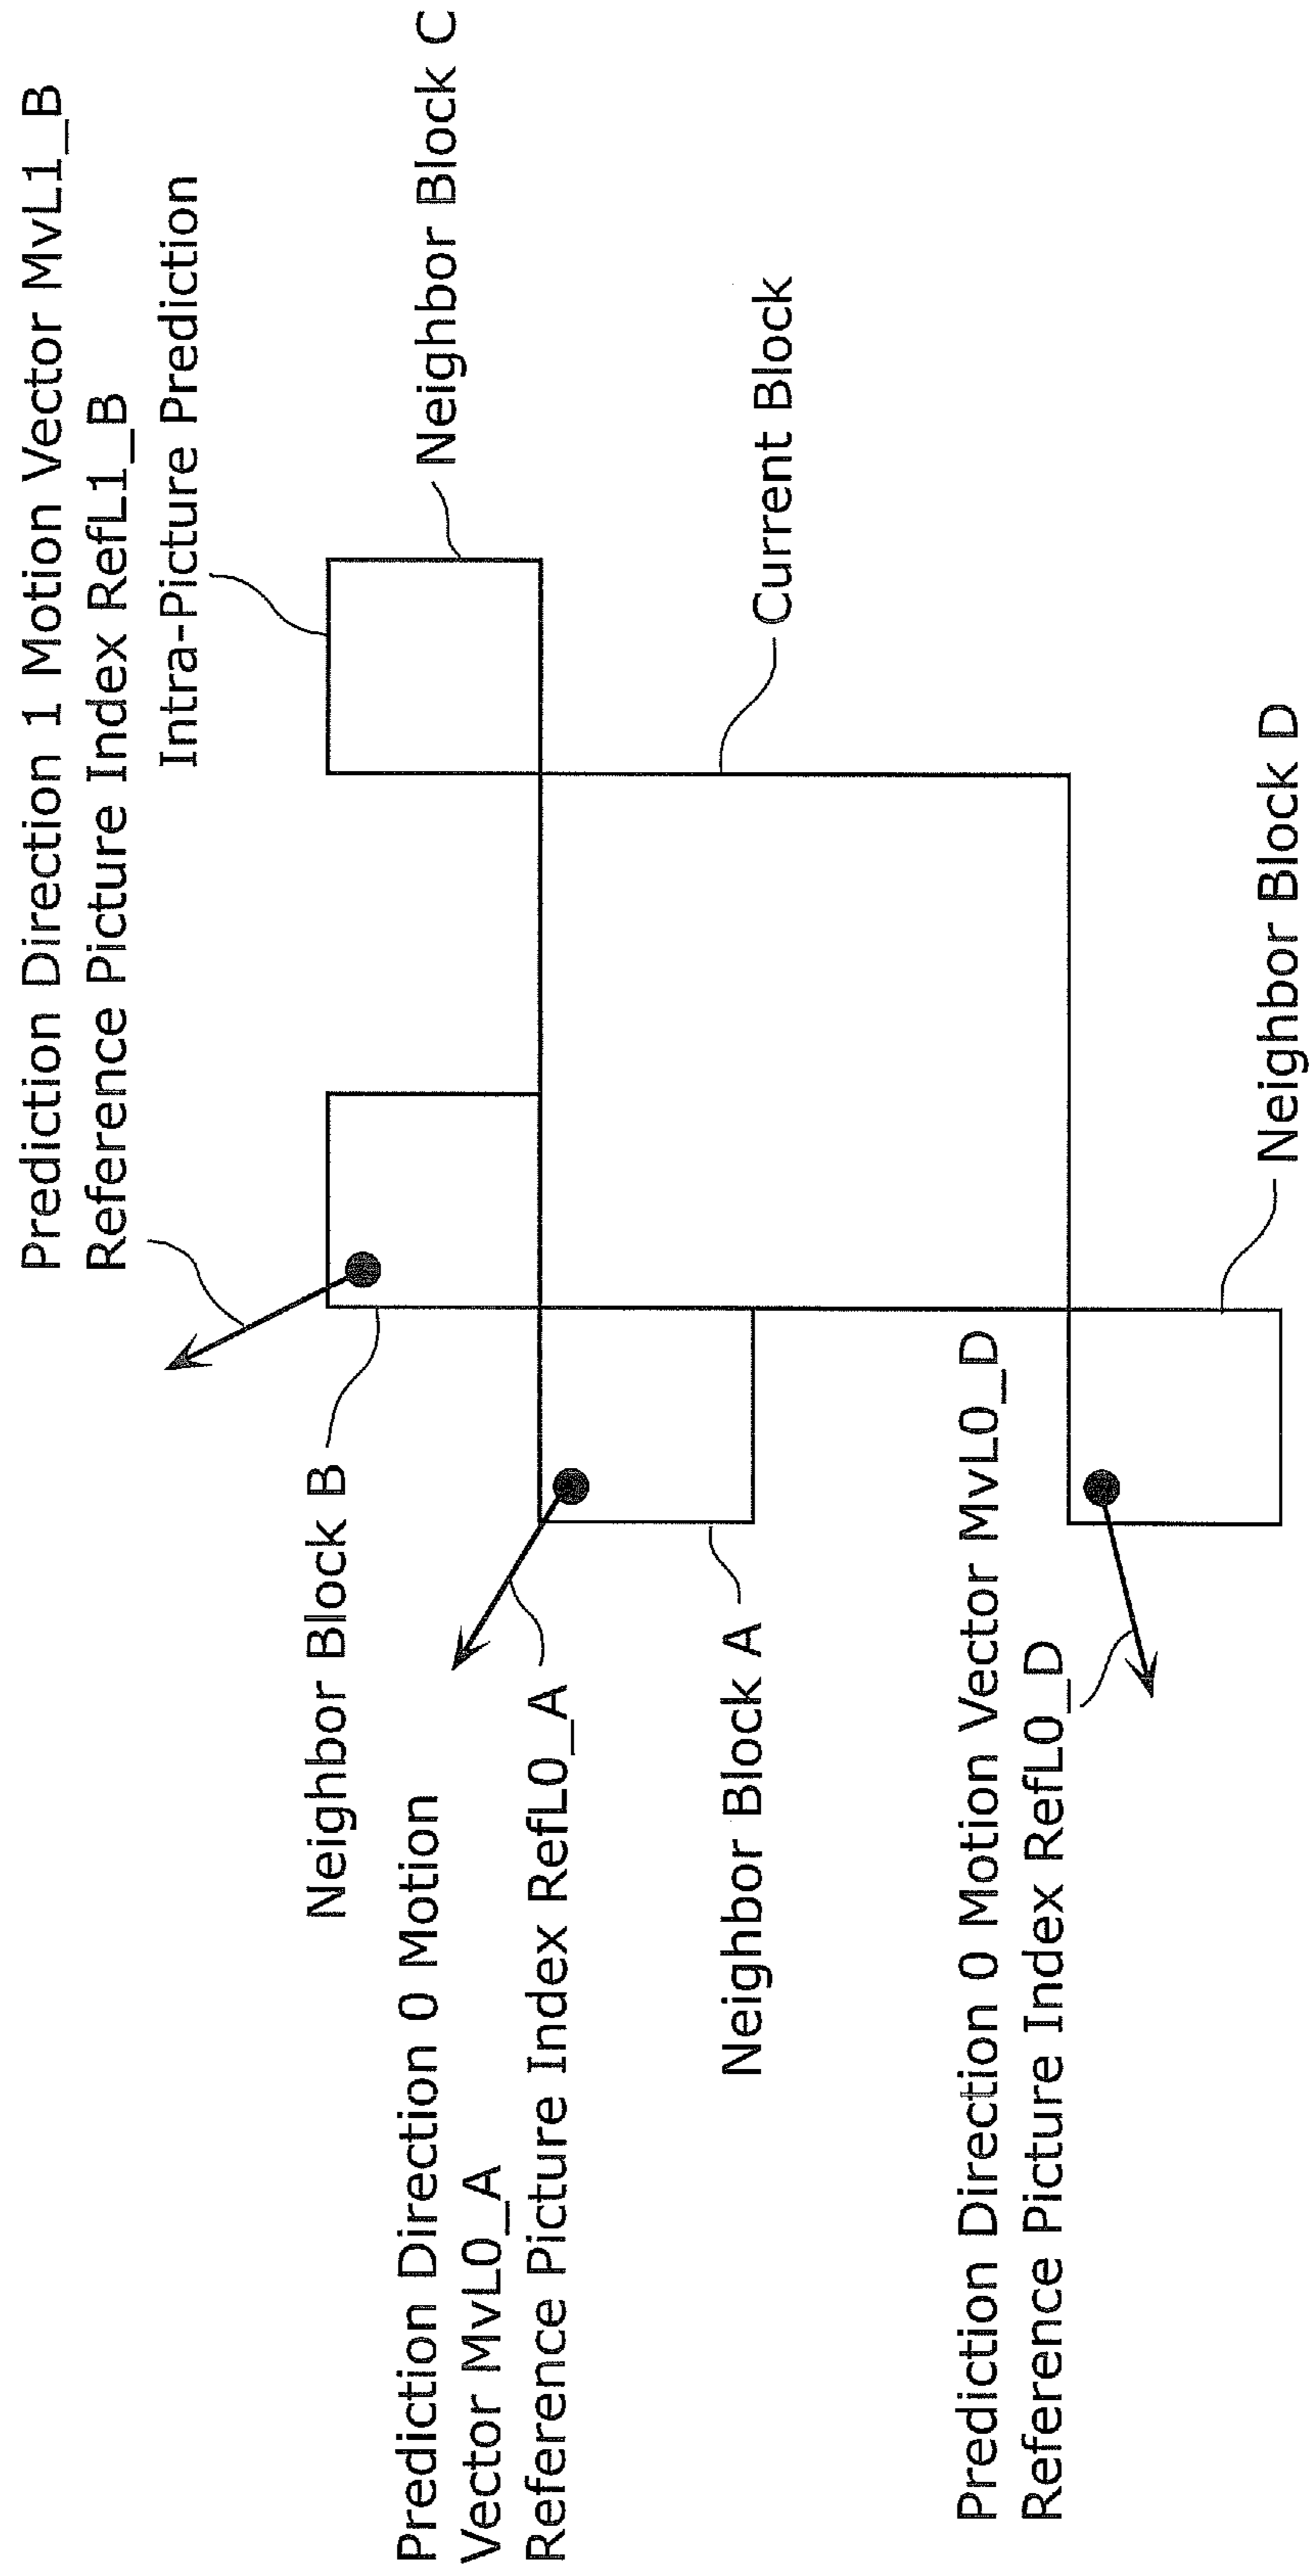 Prediction Direction 1 Motion Vector MvL1_B
Reference Picture Index RefL1_B
Intra-Picture Prediction
Neighbor Block B
Neighbor Block C
Prediction Direction 0 Motion
Vector MvL0_A
Reference Picture Index RefL0_A
Neighbor Block A
Current Block
Prediction Direction 0 Motion Vector MvL0_D
Reference Picture Index RefL0_D
Neighbor Block D